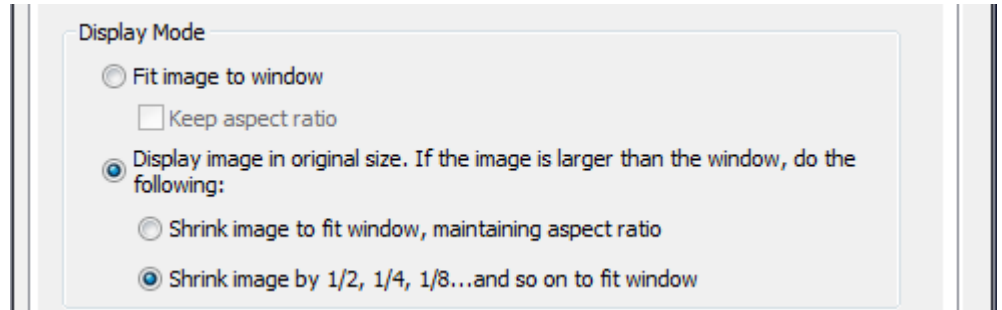 Display Mode
Fit image to window
Keep aspect ratio
Display image in original size. If the image is larger than the window, do the
following:
Shrink image to fit window, maintaining aspect ratio
Shrink image by 1/2, 1/4, 1/8...and so on to fit window